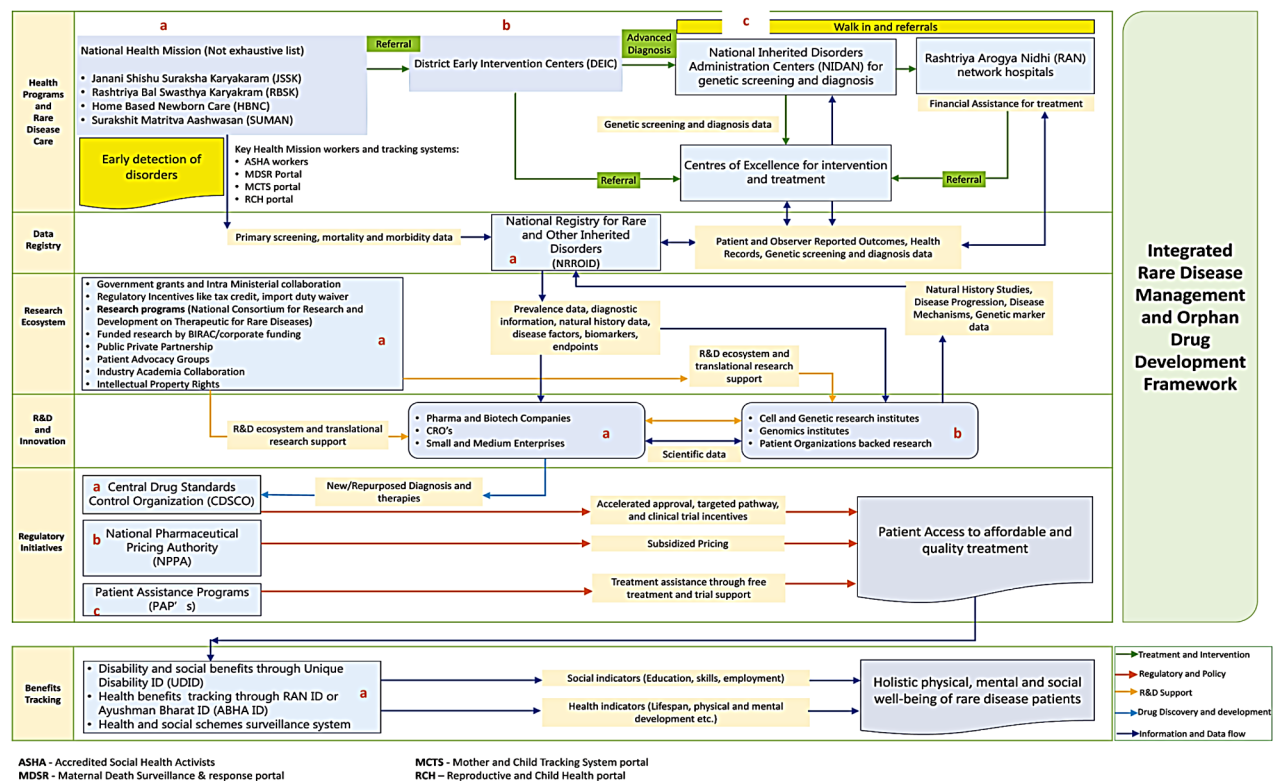 a
b
c
Walk in and referrals
Health
Programs
and
Rare
Disease
Care
National Health Mission (Not exhaustive list)
• Janani Shishu Suraksha Karyakaram (JSSK)
• Rashtriya Bal Swasthya Karyakaram (RBSK)
• Home Based Newborn Care (HBNC)
• Surakshit Matritva Aashwasan (SUMAN)
Referral
District Early Intervention Centers (DEIC)
Advanced
Diagnosis
National Inherited Disorders
Administration Centers (NIDAN) for
genetic screening and diagnosis
Rashtriya Arogya Nidhi (RAN)
network hospitals
Financial Assistance for treatment
Genetic screening and diagnosis data
Early detection of
disorders
Key Health Mission workers and tracking systems:
• ASHA workers
• MDSR Portal
• MCTS portal
• RCH portal
Referral
Centres of Excellence for intervention
and treatment
Referral
Data
Registry
Primary screening, mortality and morbidity data
National Registry for Rare
and Other Inherited
Disorders
(NRROID)
a
Patient and Observer Reported Outcomes, Health
Records, Genetic screening and diagnosis data
Research
Ecosystem
• Government grants and Intra Ministerial collaboration
• Regulatory Incentives like tax credit, import duty waiver
• Research programs (National Consortium for Research
and Development on Therapeutic for Rare Diseases)
• Funded research by BIRAC/corporate funding
• Public Private Partnership
• Patient Advocacy Groups
• Industry Academia Collaboration
• Intellectual Property Rights
a
Prevalence data, diagnostic
information, natural history data,
disease factors, biomarkers,
endpoints
Natural History Studies,
Disease Progression, Disease
Mechanisms, Genetic marker
data
R&D ecosystem and
translational research
support
R&D
and
Innovation
R&D ecosystem and translational
research support
• Pharma and Biotech Companies
• CRO's
• Small and Medium Enterprises
a
Scientific data
• Cell and Genetic research institutes
• Genomics institutes
• Patient Organizations backed research
b
Regulatory
Initiatives
a Central Drug Standards
Control Organization (CDSCO)
New/Repurposed Diagnosis and
therapies
Accelerated approval, targeted pathway,
and clinical trial incentives
b
National Pharmaceutical
Pricing Authority
(NPPA)
Subsidized Pricing
Patient Access to affordable and
quality treatment
Patient Assistance Programs
(PAP' s)
c
Treatment assistance through free
treatment and trial support
Benefits
Tracking
• Disability and social benefits through Unique
Disability ID (UDID)
• Health benefits tracking through RAN ID or
Ayushman Bharat ID (ABHA ID)
• Health and social schemes surveillance system
a
Social indicators (Education, skills, employment)
Health indicators (Lifespan, physical and mental
development etc.)
Holistic physical, mental and social
well-being of rare disease patients
Integrated
Rare Disease
Management
and Orphan
Drug
Development
Framework
Treatment and Intervention
Regulatory and Policy
R&D Support
Drug Discovery and development
Information and Data flow
ASHA - Accredited Social Health Activists
MDSR - Maternal Death Surveillance & response portal
MCTS - Mother and Child Tracking System portal
RCH – Reproductive and Child Health portal